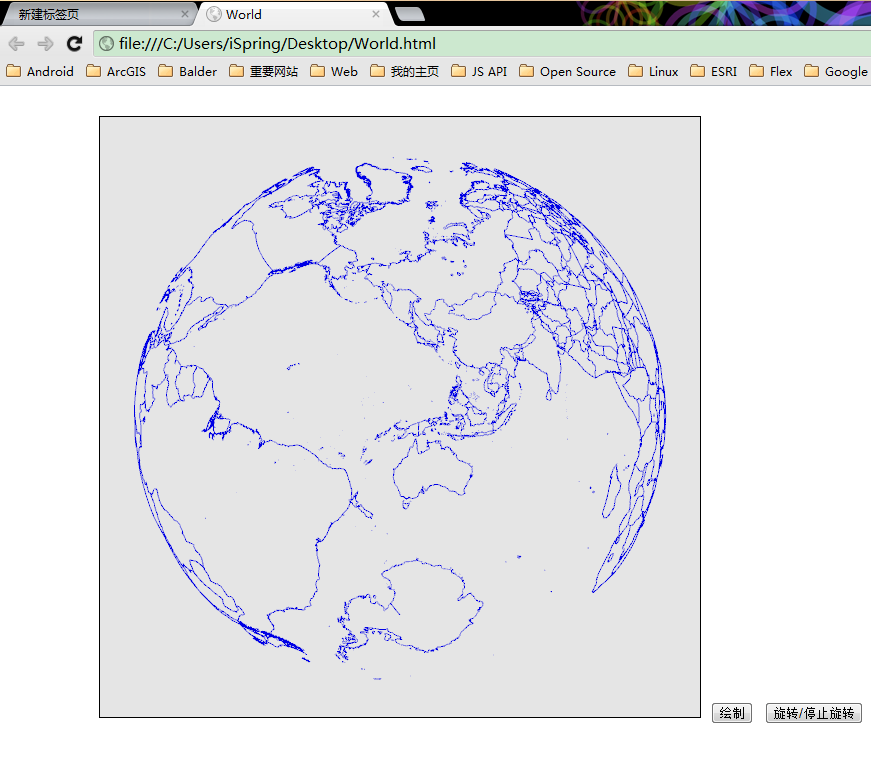 新建标签页 World
file:///C:/Users/iSpring/Desktop/World.html
Android ArcGIS Balder 重要网站 Web 我的主页 JS API Open Source Linux ESRI Flex Google
绘制 旋转/停止旋转